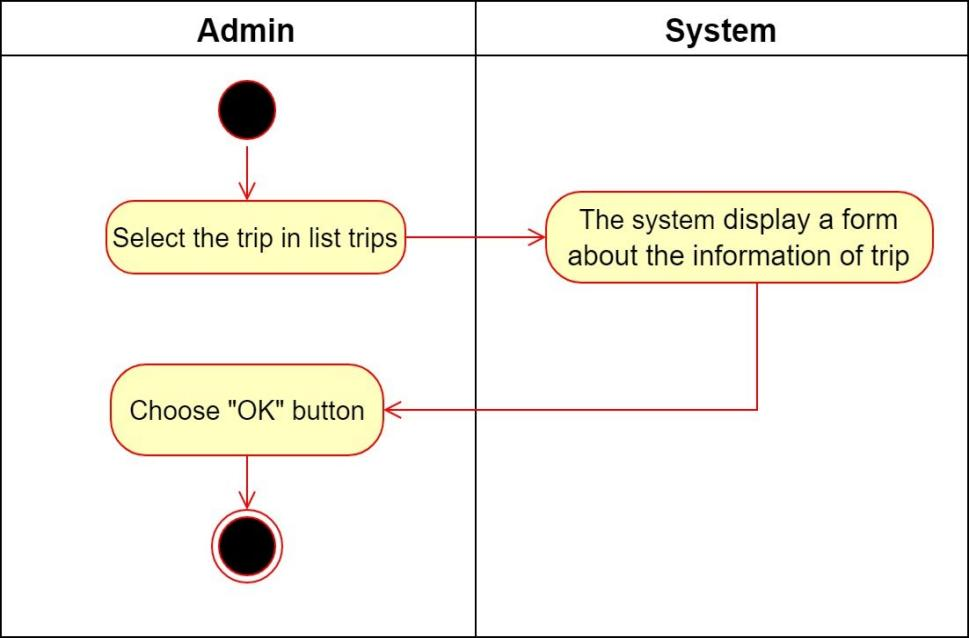 Admin
System
Select the trip in list trips
The system display a form
about the information of trip
Choose "OK" button